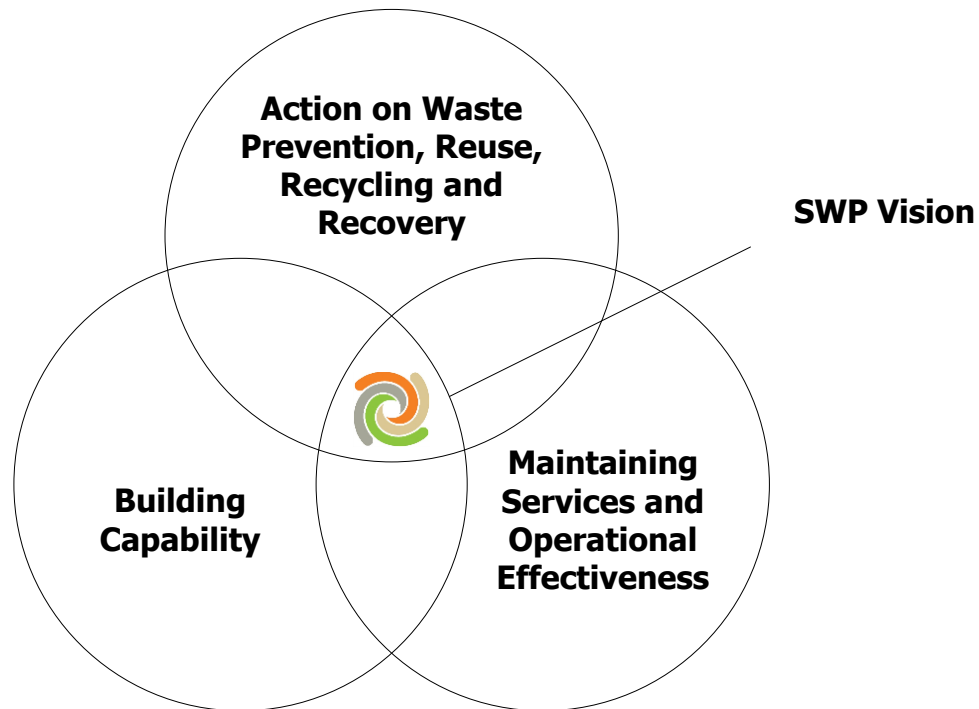 Action on Waste
Prevention, Reuse,
Recycling and
Recovery
SWP Vision
Building
Capability
Maintaining
Services and
Operational
Effectiveness